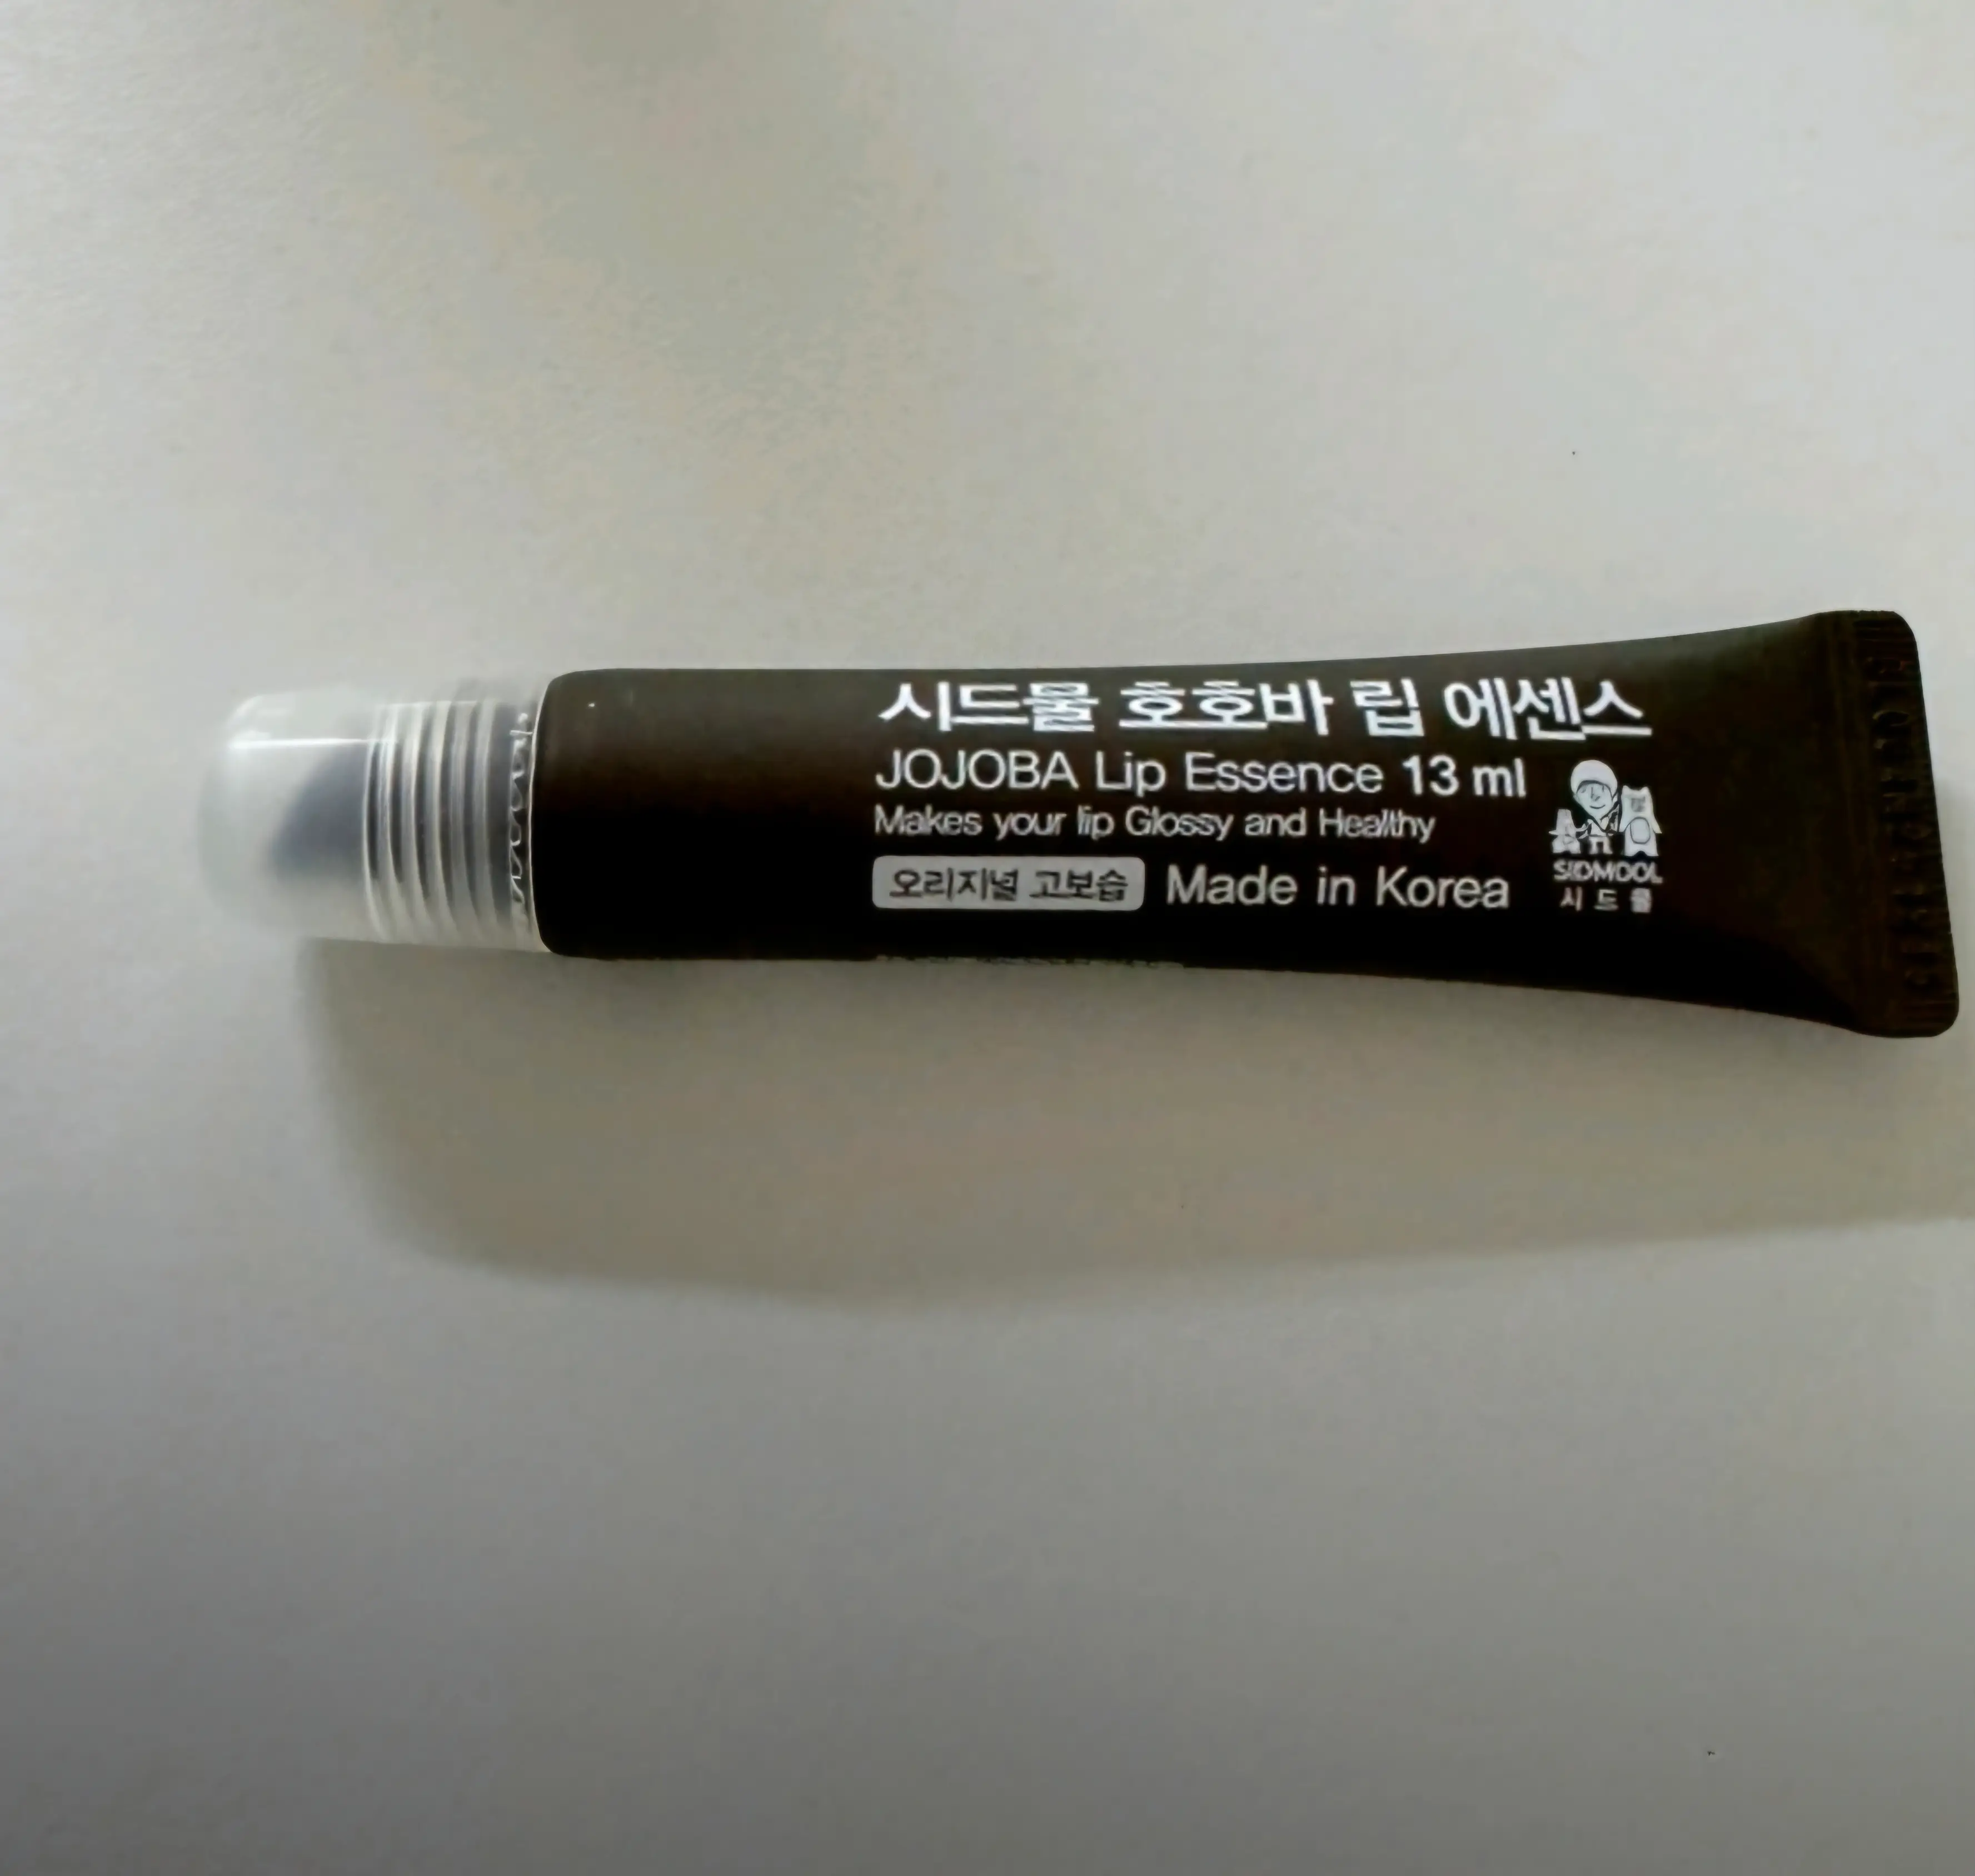 시드물 호호바 립 에센스
JOJOBA Lip Essence 13 ml
Makes your lip Glossy and Healthy
오리지널 고보습 Made in Korea
SIDMOOL
시드물